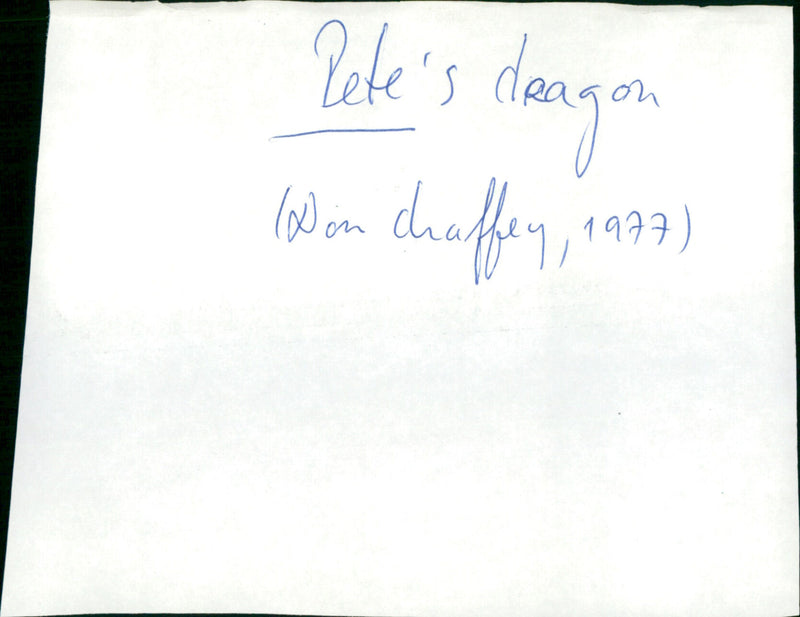 Pete's dragon
(Don Chaffey, 1977)